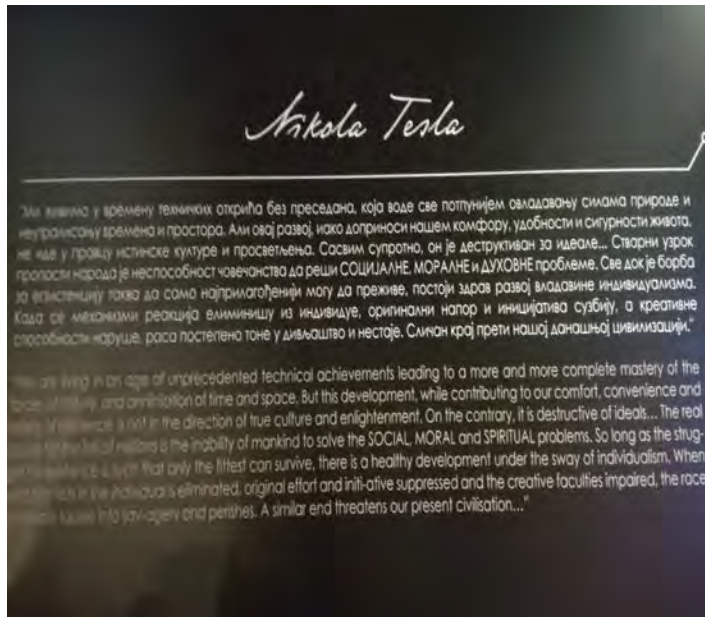 Nikola Tesla
"Ми живимо у времену техничких открића без преседана, која воде све потпунијем овладавању силама природе и
неутралисању времена и простора. Али овај развој, иако доприноси нашем комфору, удобности и сигурности живота,
не иде у правцу истинске културе и просветљења. Сасвим супротно, он је деструктиван за идеале... Стварни узрок
пропасти народа је неспособност човечанства да реши СОЦИЈАЛНЕ, МОРАЛНЕ и ДУХОВНЕ проблеме. Све док је борба
за егзистенцију таква да само најприлагођенији могу да преживе, постоји здрав развој владавине индивидуализма.
Када се механизми реакција елиминишу из индивидуе, оригинални напор и иницијатива сузбију, а креативне
способности наруше, раса постепено тоне у дивљаштво и нестаје. Сличан крај прети нашој данашњој цивилизацији."
are living in an age of unprecedented technical achievements leading to a more and more complete mastery of the
and annihilation of time and space. But this development, while contributing to our comfort, convenience and
is not in the direction of true culture and enlightenment. On the contrary, it is destructive of ideals... The real
of nations is the inability of mankind to solve the SOCIAL, MORAL and SPIRITUAL problems. So long as the strug-
is such that only the fittest can survive, there is a healthy development under the sway of individualism. When
in the individual is eliminated, original effort and initi-ative suppressed and the creative faculties impaired, the race
into sav-agery and perishes. A similar end threatens our present civilisation..."